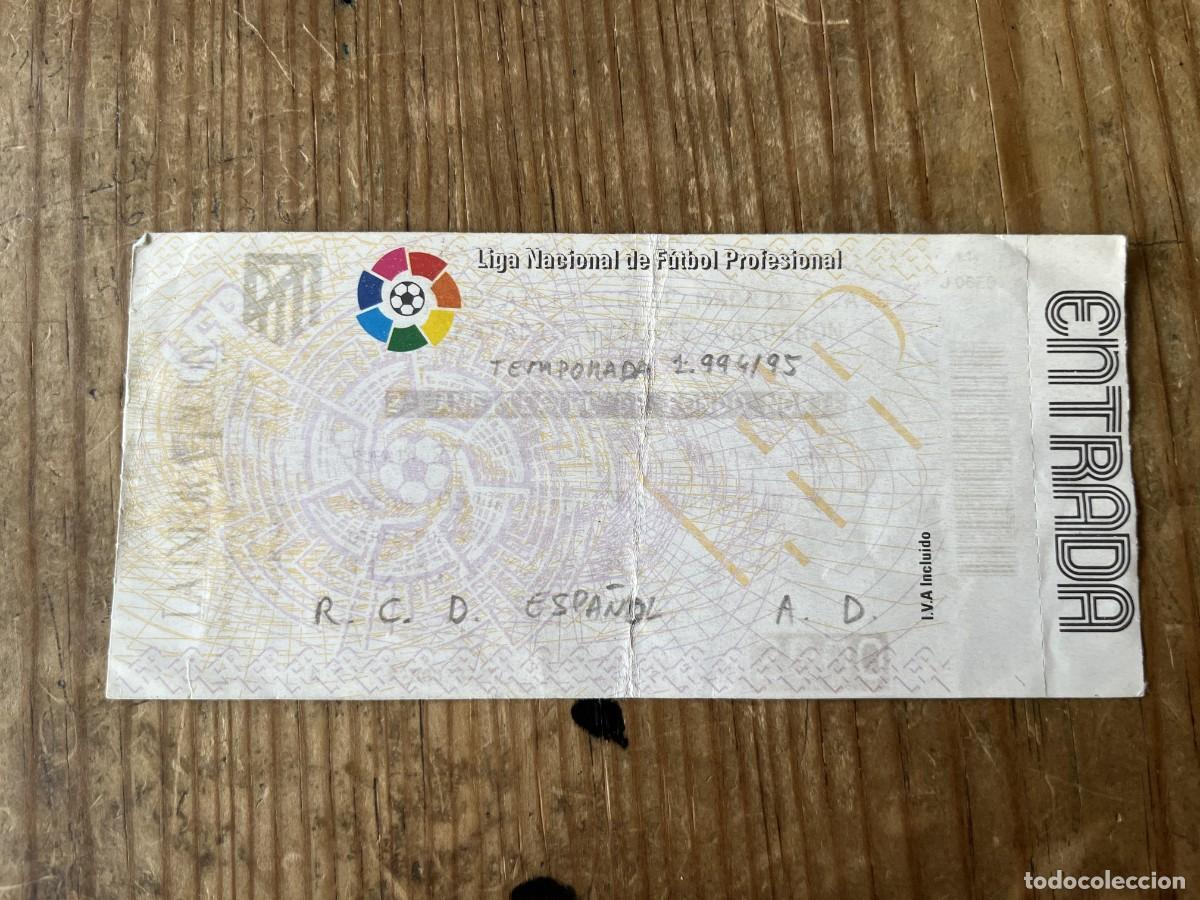 Liga Nacional de Fútbol Profesional
TEMPORADA 1.994/95
R. C. D. ESPAÑOL A. D.
I.V.A Incluido
ENTRADA
todocoleccion